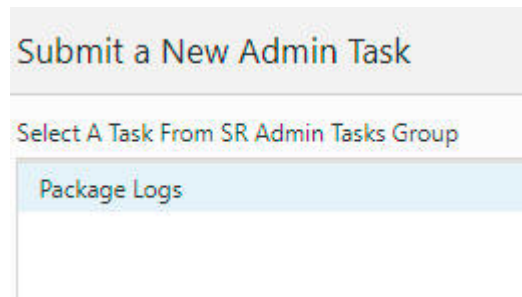 Submit a New Admin Task
Select A Task From SR Admin Tasks Group
Package Logs